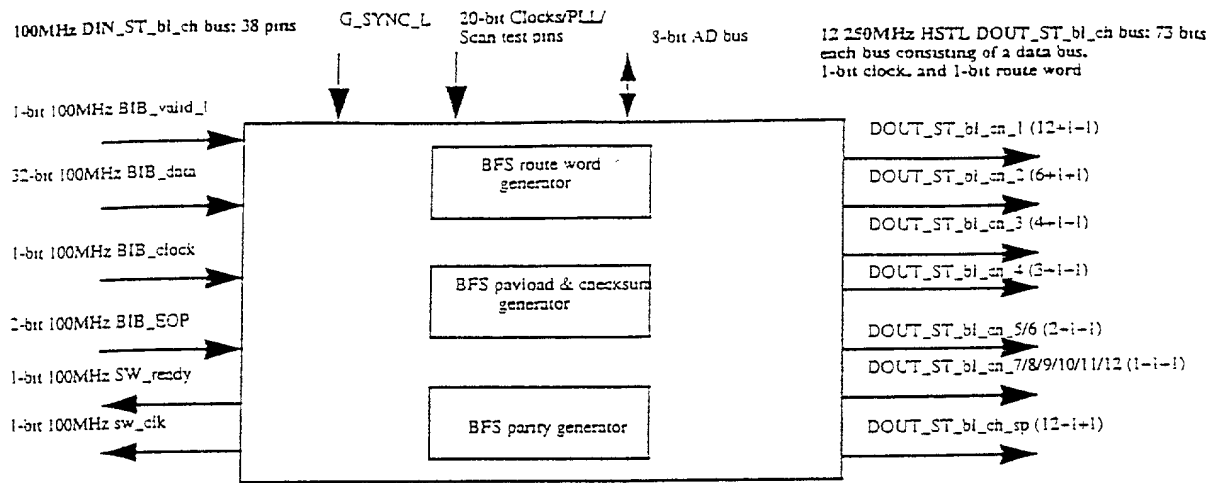 100MHz DIN_ST_bl_ch bus: 38 pins
G_SYNC_L
20-bit Clocks/PLL/
Scan test pins
8-bit AD bus
12 250MHz HSTL DOUT_ST_bl_ch bus: 73 bits
each bus consisting of a data bus,
1-bit clock, and 1-bit route word
1-bit 100MHz BIB_valid_l
32-bit 100MHz BIB_data
1-bit 100MHz BIB_clock
2-bit 100MHz BIB_EOP
1-bit 100MHz SW_ready
1-bit 100MHz sw_clk
BFS route word
generator
BFS payload & checksum
generator
BFS parity generator
DOUT_ST_bl_ch_1 (12+1+1)
DOUT_ST_bl_ch_2 (6+1+1)
DOUT_ST_bl_ch_3 (4+1+1)
DOUT_ST_bl_ch_4 (3+1+1)
DOUT_ST_bl_ch_5/6 (2+1+1)
DOUT_ST_bl_ch_7/8/9/10/11/12 (1+1+1)
DOUT_ST_bl_ch_sp (12+1+1)